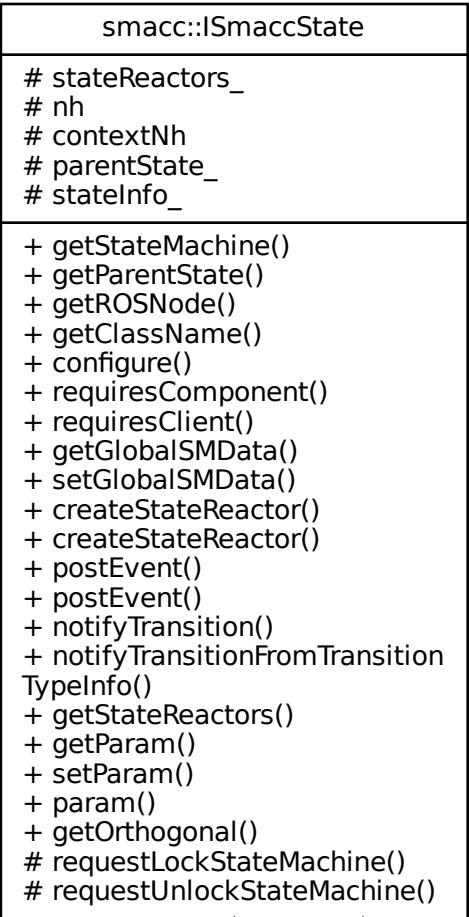 smacc::ISmaccState
# stateReactors_
# nh
# contextNh
# parentState_
# stateInfo_
+ getStateMachine()
+ getParentState()
+ getROSNode()
+ getClassName()
+ configure()
+ requiresComponent()
+ requiresClient()
+ getGlobalSMData()
+ setGlobalSMData()
+ createStateReactor()
+ createStateReactor()
+ postEvent()
+ postEvent()
+ notifyTransition()
+ notifyTransitionFromTransition
TypeInfo()
+ getStateReactors()
+ getParam()
+ setParam()
+ param()
+ getOrthogonal()
# requestLockStateMachine()
# requestUnlockStateMachine()